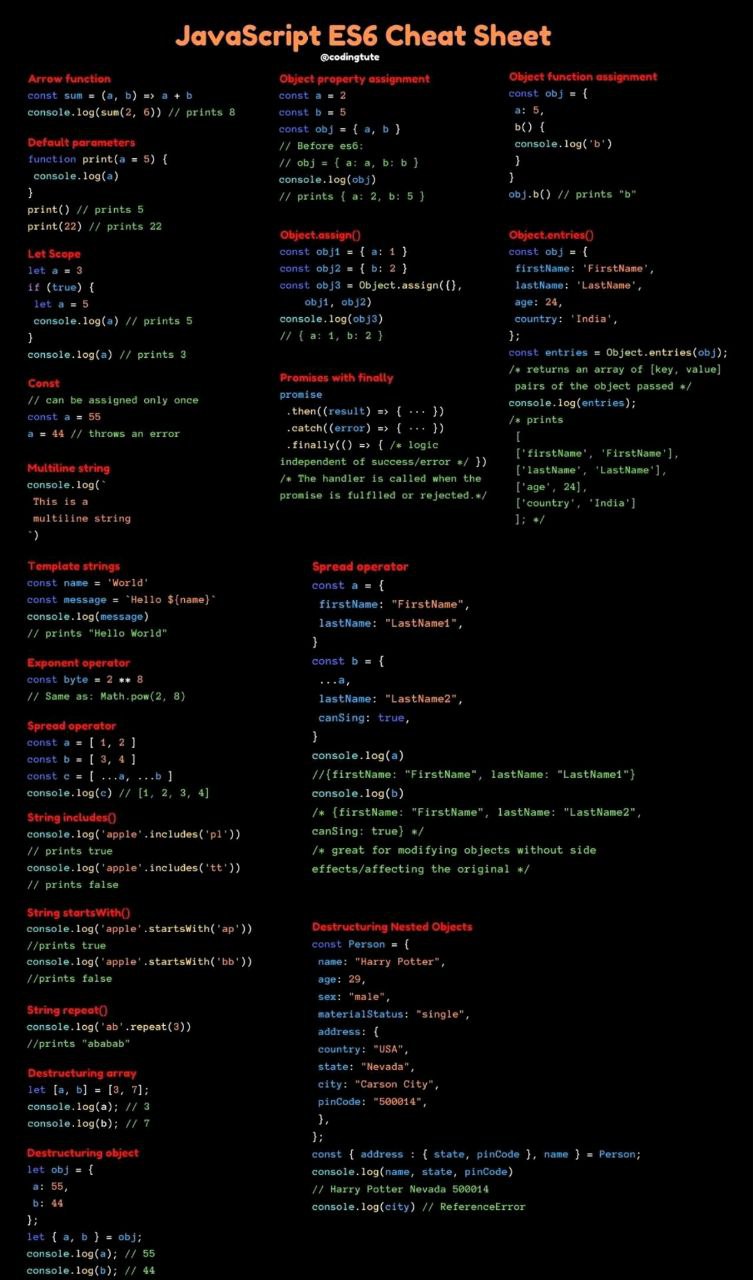 JavaScript ES6 Cheat Sheet
@codingtute
Arrow function
const sum = (a, b) => a + b
console.log(sum(2, 6)) // prints 8
Default parameters
function print(a = 5) {
console.log(a)
}
print() // prints 5
print(22) // prints 22
Let Scope
let a = 3
if (true) {
let a = 5
console.log(a) // prints 5
}
console.log(a) // prints 3
Const
// can be assigned only once
const a = 55
a = 44 // throws an error
Multiline string
console.log(`
This is a
multiline string
`)
Template strings
const name = 'World'
const message = `Hello ${name}`
console.log(message)
// prints "Hello World"
Exponent operator
const byte = 2 ** 8
// Same as: Math.pow(2, 8)
Spread operator
const a = [ 1, 2 ]
const b = [ 3, 4 ]
const c = [ ...a, ...b ]
console.log(c) // [1, 2, 3, 4]
String includes()
console.log('apple'.includes('pl'))
// prints true
console.log('apple'.includes('tt'))
// prints false
String startsWith()
console.log('apple'.startsWith('ap'))
//prints true
console.log('apple'.startsWith('bb'))
//prints false
String repeat()
console.log('ab'.repeat(3))
//prints "ababab"
Destructuring array
let [a, b] = [3, 7];
console.log(a); // 3
console.log(b); // 7
Destructuring object
let obj = {
a: 55,
b: 44
};
let { a, b } = obj;
console.log(a); // 55
console.log(b); // 44
Object property assignment
const a = 2
const b = 5
const obj = { a, b }
// Before es6:
// obj = { a: a, b: b }
console.log(obj)
// prints { a: 2, b: 5 }
Object.assign()
const obj1 = { a: 1 }
const obj2 = { b: 2 }
const obj3 = Object.assign({},
obj1, obj2)
console.log(obj3)
// { a: 1, b: 2 }
Promises with finally
promise
.then((result) => { ··· })
.catch((error) => { ··· })
.finally(() => { /* logic
independent of success/error */ })
/* The handler is called when the
promise is fulflled or rejected.*/
Object function assignment
const obj = {
a: 5,
b() {
console.log('b')
}
}
obj.b() // prints "b"
Object.entries()
const obj = {
firstName: 'FirstName',
lastName: 'LastName',
age: 24,
country: 'India',
};
const entries = Object.entries(obj);
/* returns an array of [key, value]
pairs of the object passed */
console.log(entries);
/* prints
[
['firstName', 'FirstName'],
['lastName', 'LastName'],
['age', 24],
['country', 'India']
]; */
Spread operator
const a = {
firstName: "FirstName",
lastName: "LastName1",
}
const b = {
...a,
lastName: "LastName2",
canSing: true,
}
console.log(a)
//{firstName: "FirstName", lastName: "LastName1"}
console.log(b)
/* {firstName: "FirstName", lastName: "LastName2",
canSing: true} */
/* great for modifying objects without side
effects/affecting the original */
Destructuring Nested Objects
const Person = {
name: "Harry Potter",
age: 29,
sex: "male",
materialStatus: "single",
address: {
country: "USA",
state: "Nevada",
city: "Carson City",
pinCode: "500014",
},
};
const { address : { state, pinCode }, name } = Person;
console.log(name, state, pinCode)
// Harry Potter Nevada 500014
console.log(city) // ReferenceError